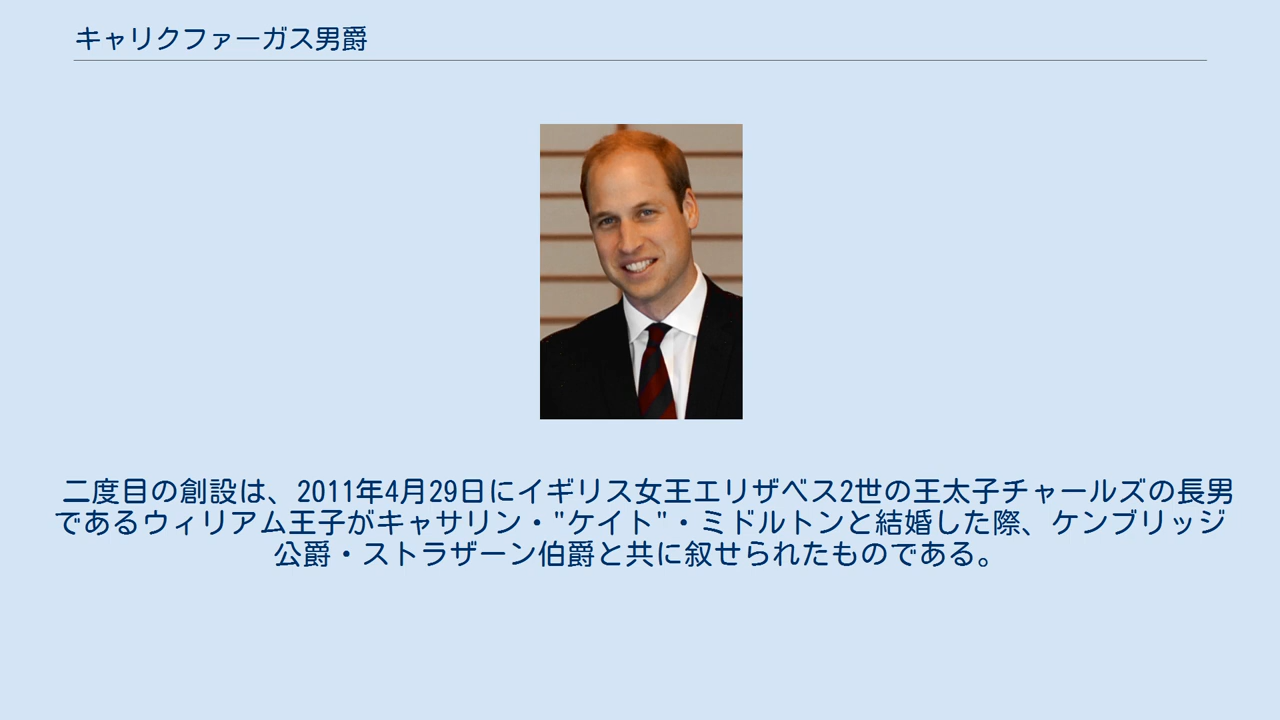 キャリクファーガス男爵
二度目の創設は、2011年4月29日にイギリス女王エリザベス2世の王太子チャールズの長男
であるウィリアム王子がキャサリン・"ケイト"・ミドルトンと結婚した際、ケンブリッジ
公爵・ストラザーン伯爵と共に叙せられたものである。